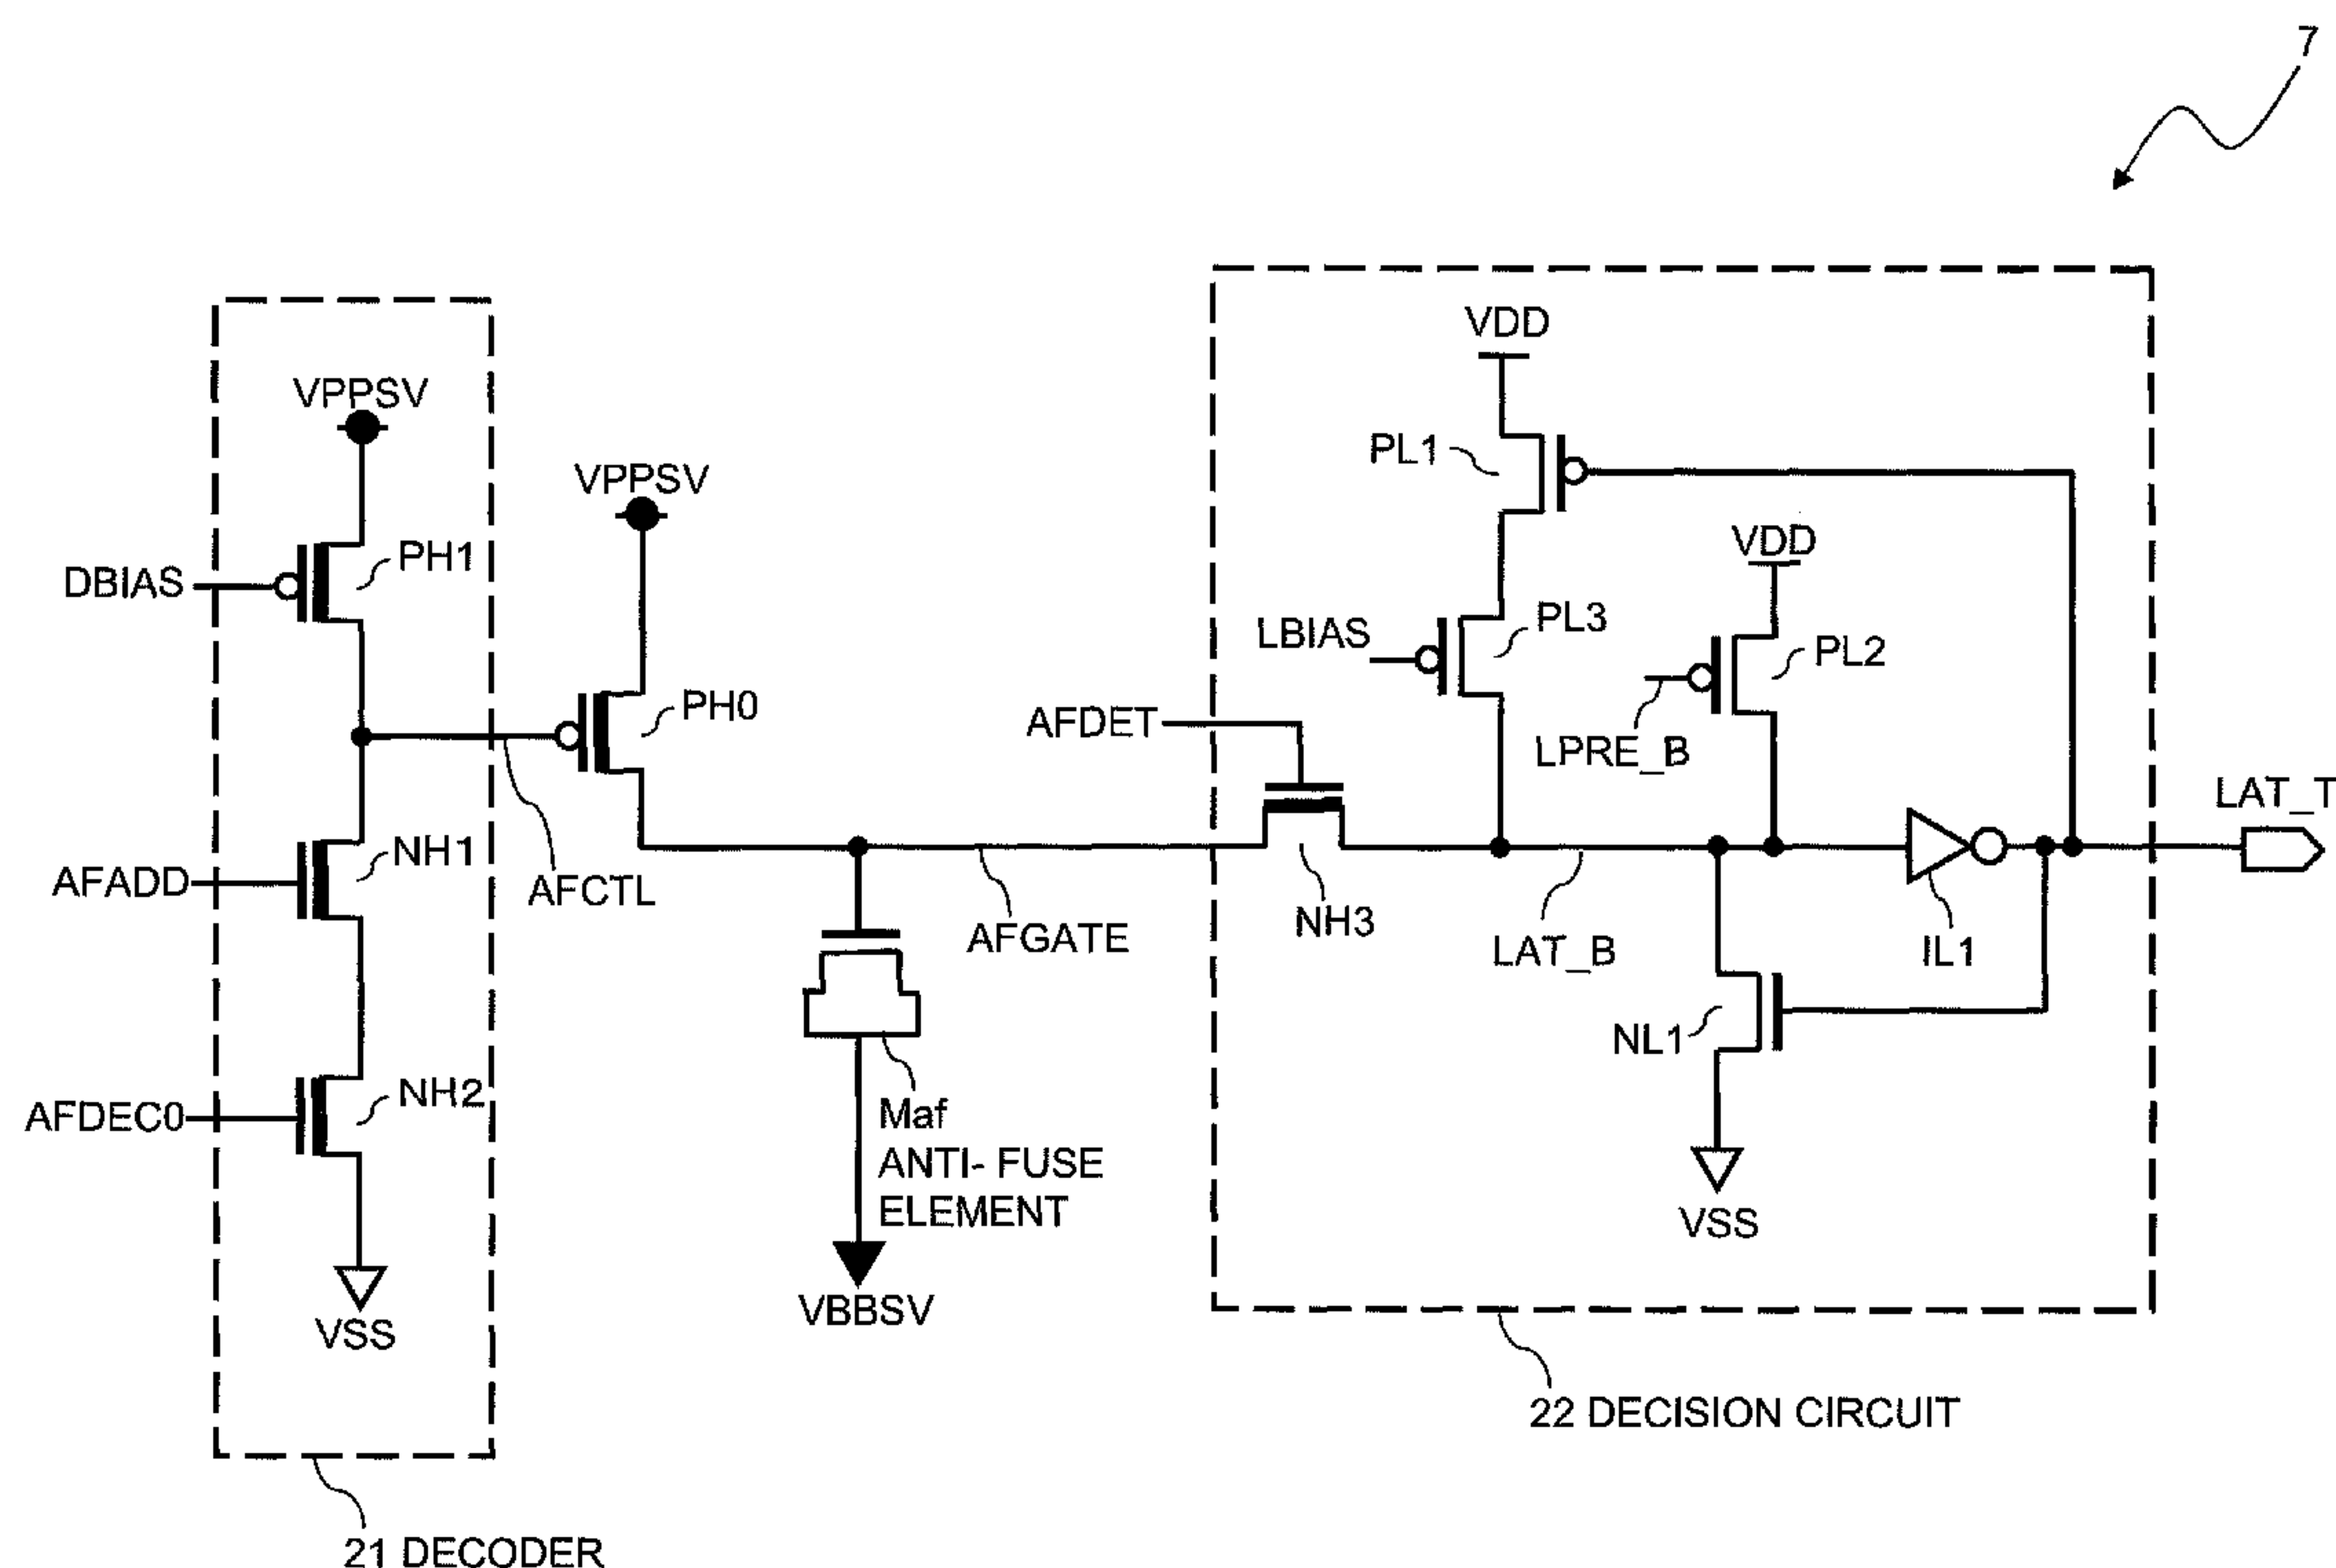 7
VDD
VPPSV
PL1
VPPSV
VDD
PH1
DBIAS
LBIAS
PL3
PL2
PH0
AFDET
LPRE_B
LAT_T
NH1
AFADD
AFCTL
NH3
AFGATE
LAT_B
IL1
NL1
NH2
AFDEC0
Maf
ANTI- FUSE
ELEMENT
VSS
VBBSV
VSS
22 DECISION CIRCUIT
21 DECODER